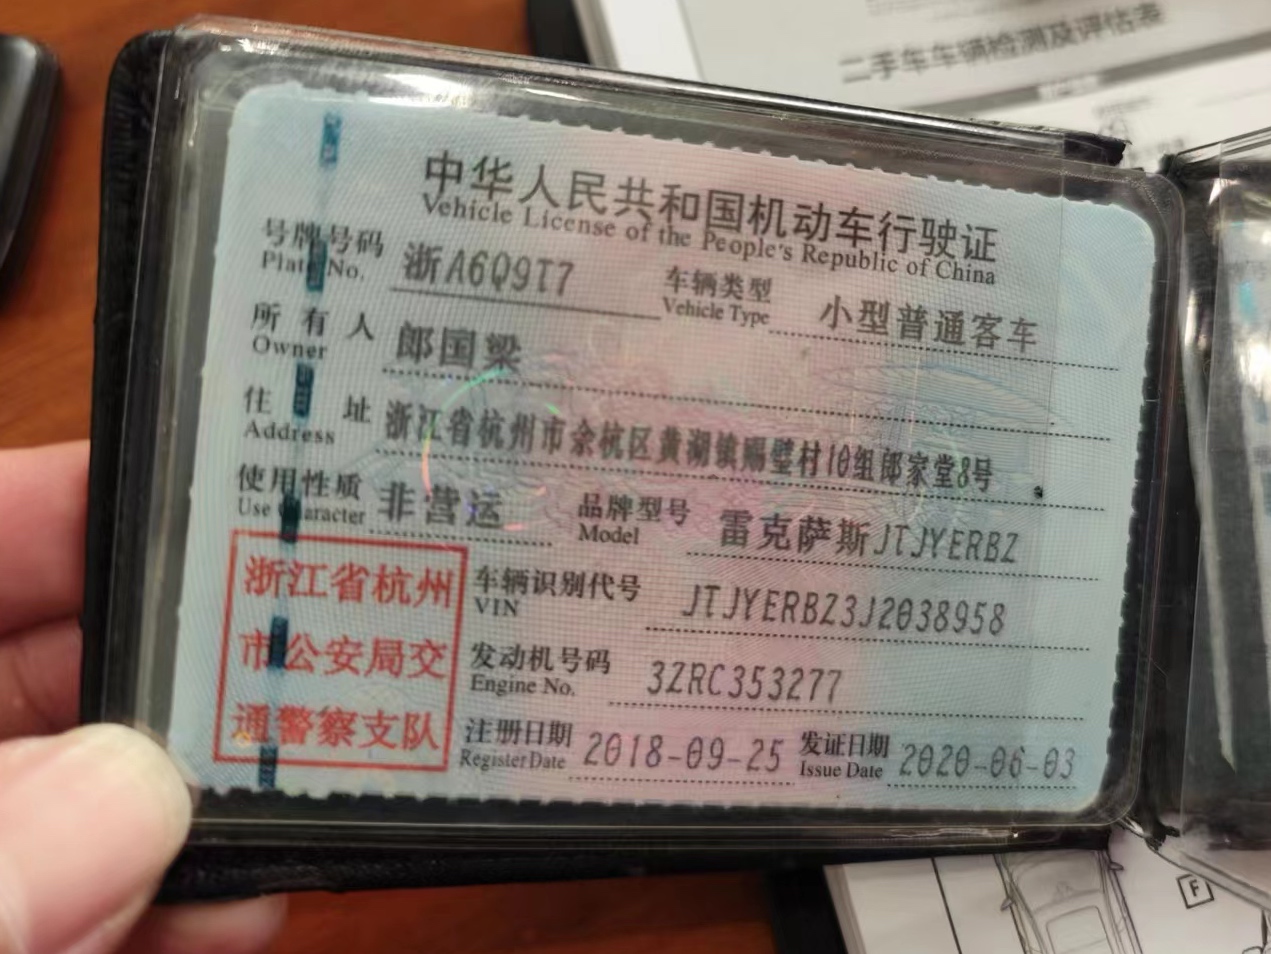 二手车车辆检测及评估表
中华人民共和国机动车行驶证
Vehicle License of the People's Republic of China
号牌号码 浙A6Q9T7 车辆类型 小型普通客车
Plate No. Vehicle Type
所有人 郎国梁
Owner
住址 浙江省杭州市余杭区黄湖镇赐璧村10组郎家堂8号
Address
使用性质 非营运 品牌型号 雷克萨斯JTJYERBZ
Use Character Model
浙江省杭州
市公安局交
通警察支队
车辆识别代号 JTJYERBZ3J2038958
VIN
发动机号码 3ZRC353277
Engine No.
注册日期 2018-09-25 发证日期 2020-06-03
Register Date Issue Date
F